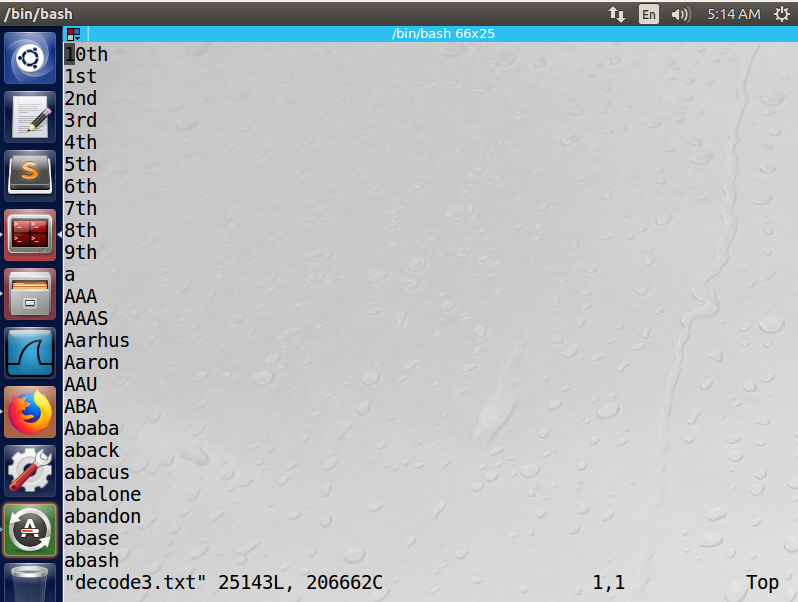 /bin/bash
En
5:14 AM
/bin/bash 66x25
10th
1st
2nd
3rd
4th
5th
6th
7th
8th
9th
a
AAA
AAAS
Aarhus
Aaron
AAU
ABA
Ababa
aback
abacus
abalone
abandon
abase
abash
"decode3.txt" 25143L, 206662C 1,1 Top